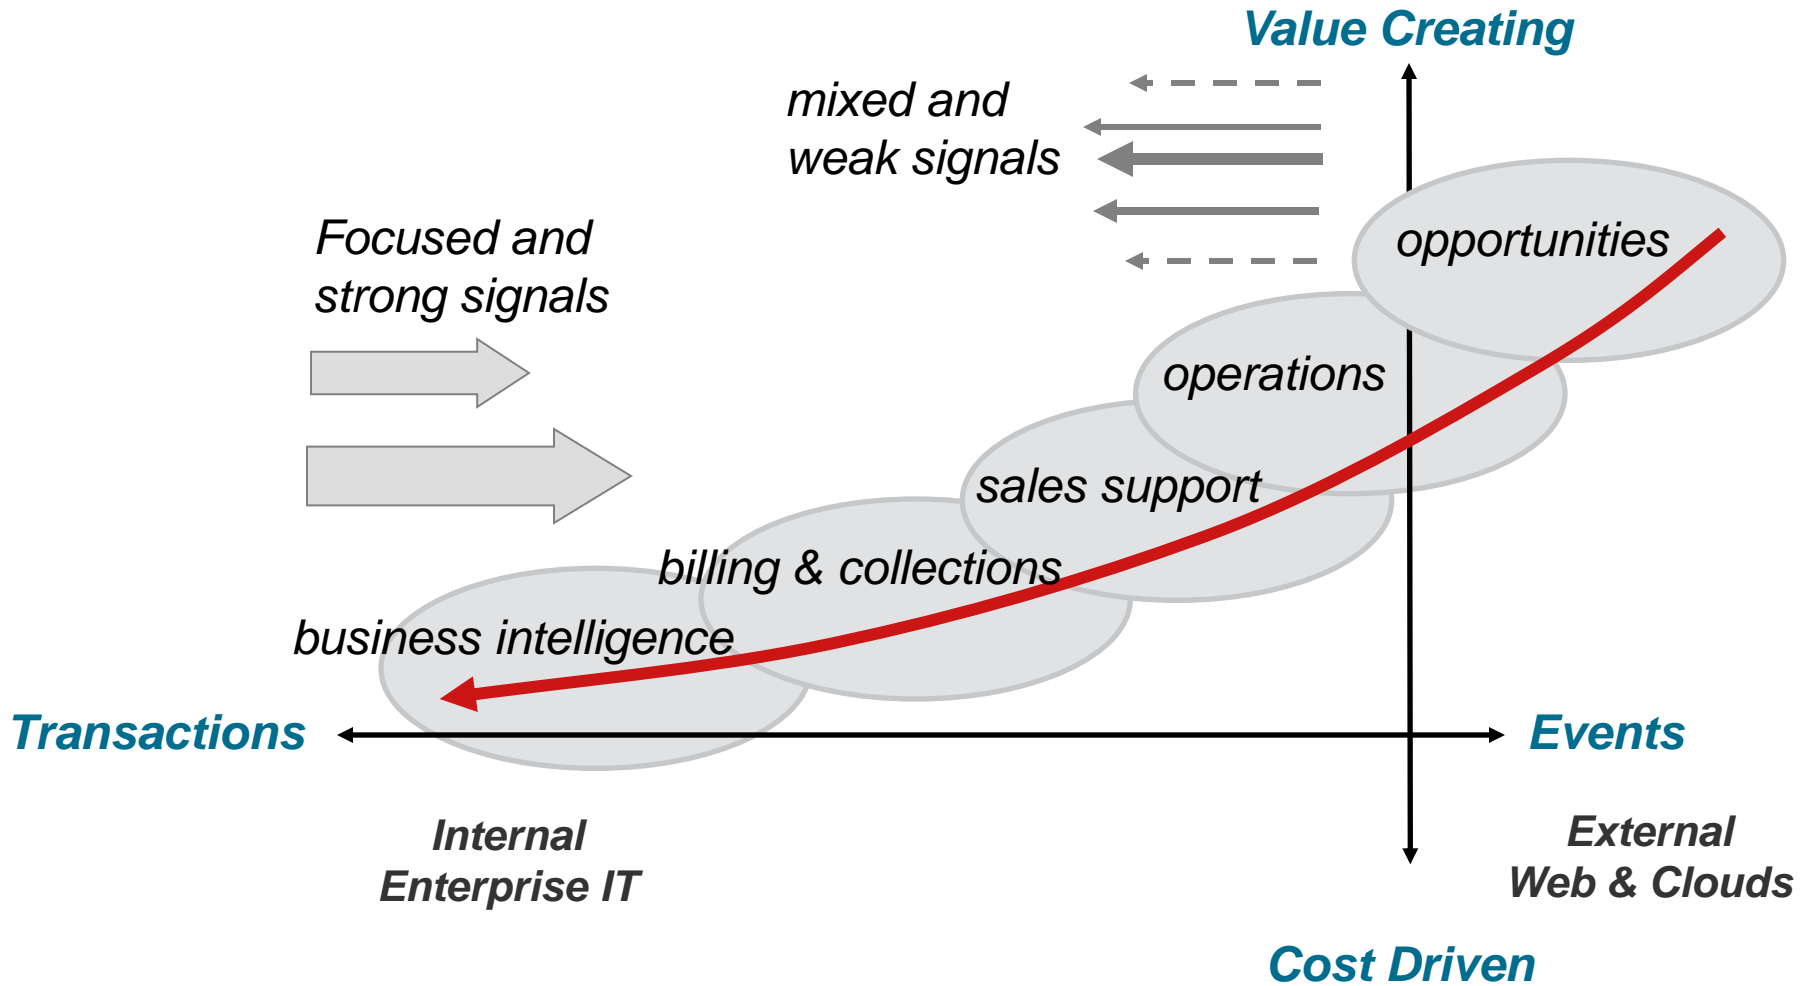 Value Creating
mixed and
weak signals
Focused and
strong signals
opportunities
operations
sales support
billing & collections
business intelligence
Transactions
Events
Internal
Enterprise IT
External
Web & Clouds
Cost Driven